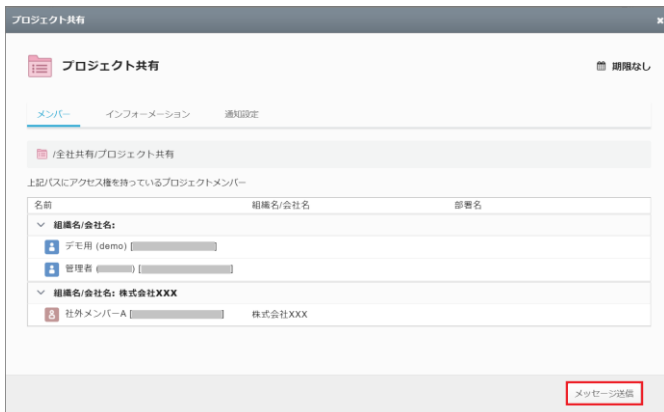 プロジェクト共有
プロジェクト共有
期限なし
メンバー インフォーメーション 通知設定
/全社共有/プロジェクト共有
上記パスにアクセス権を持っているプロジェクトメンバー
名前 組織名/会社名 部署名
組織名/会社名:
デモ用 (demo) [ ]
管理者 ( ) [ ]
組織名/会社名: 株式会社XXX
社外メンバーA [ ] 株式会社XXX
メッセージ送信